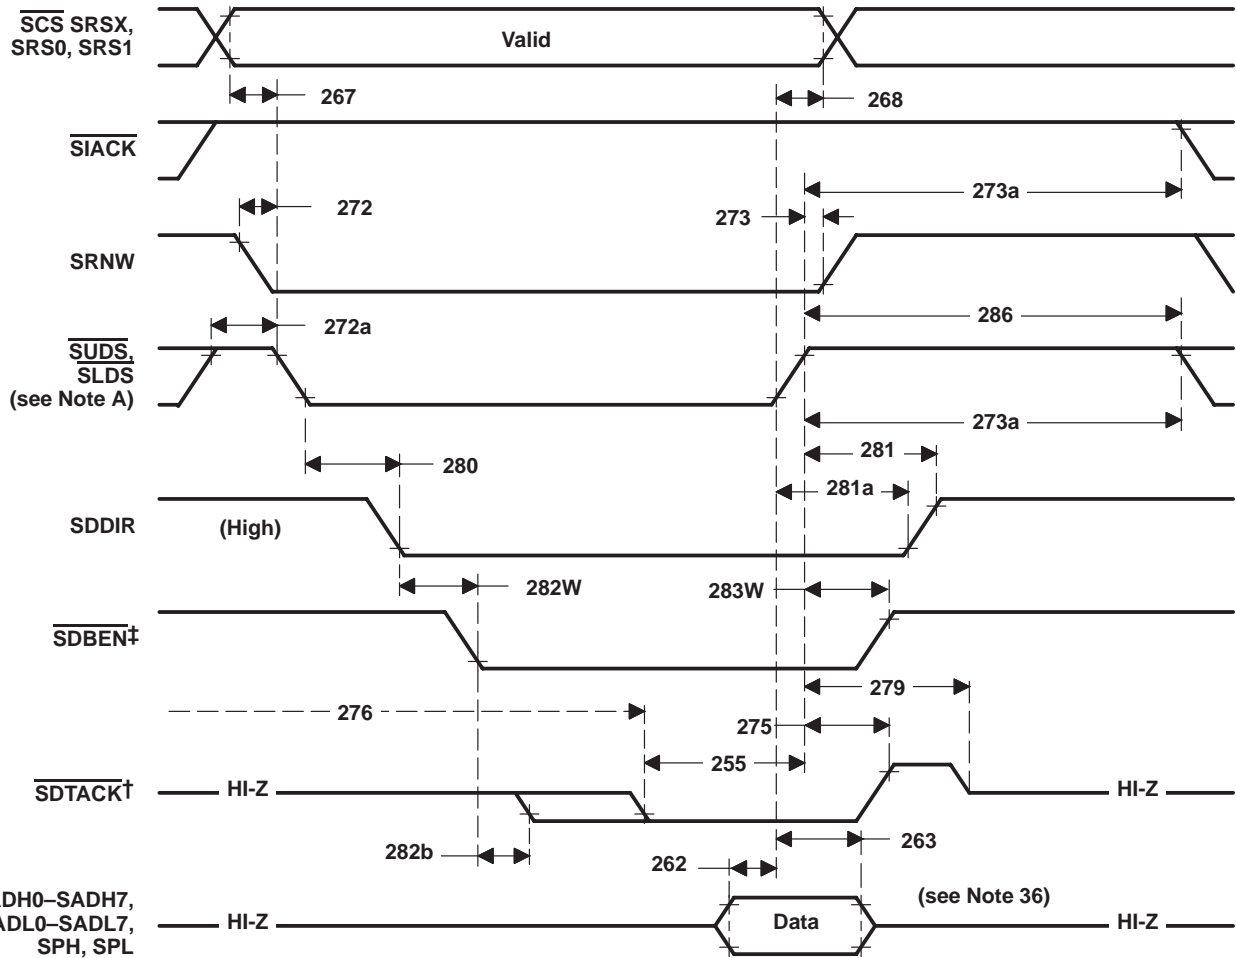 SCS SRSX,
SRS0, SRS1
Valid
267
268
SIACK
273a
272
273
SRNW
272a
286
SUDS,
SLDS
(see Note A)
273a
281
280
281a
SDDIR
(High)
282W
283W
SDBEN‡
279
276
275
255
SDTACK†
HI-Z
HI-Z
282b
262
263
ADH0–SADH7,
ADL0–SADL7,
SPH, SPL
HI-Z
Data
(see Note 36)
HI-Z